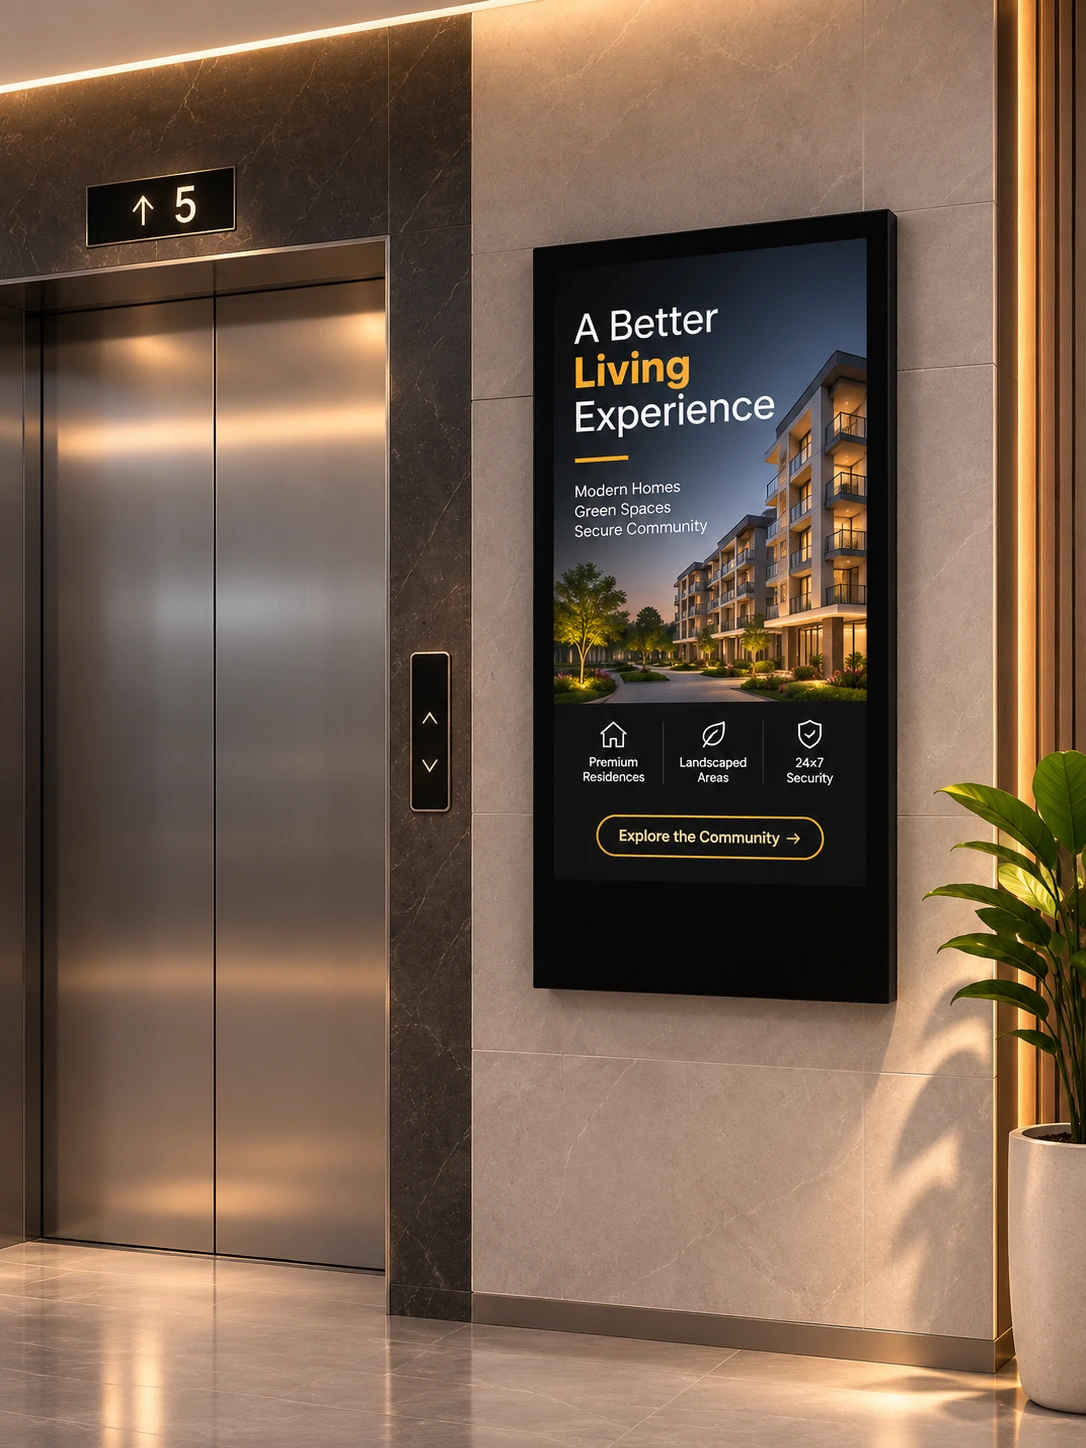 ↑ 5
A Better
Living
Experience
Modern Homes
Green Spaces
Secure Community
Premium
Residences
Landscaped
Areas
24x7
Security
Explore the Community →